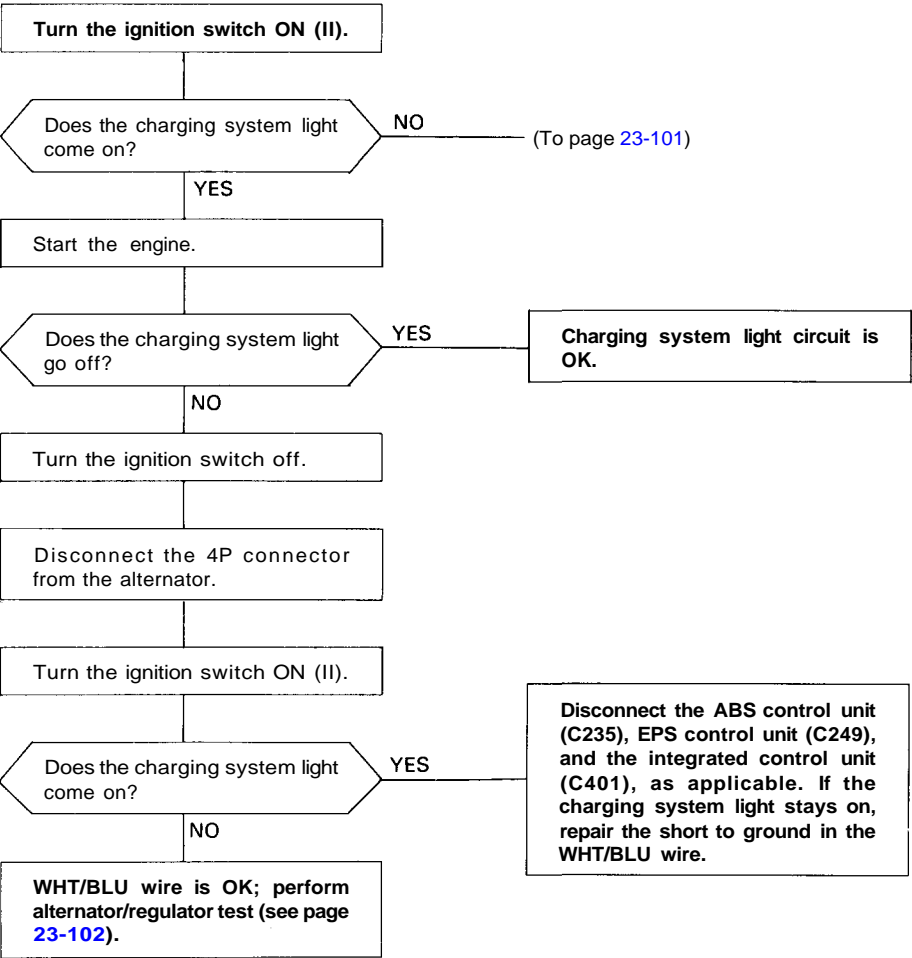 Turn the ignition switch ON (II).
Does the charging system light
come on?
NO
(To page 23-101)
YES
Start the engine.
Does the charging system light
go off?
YES
Charging system light circuit is
OK.
NO
Turn the ignition switch off.
Disconnect the 4P connector
from the alternator.
Turn the ignition switch ON (II).
Does the charging system light
come on?
YES
Disconnect the ABS control unit
(C235), EPS control unit (C249),
and the integrated control unit
(C401), as applicable. If the
charging system light stays on,
repair the short to ground in the
WHT/BLU wire.
NO
WHT/BLU wire is OK; perform
alternator/regulator test (see page
23-102).